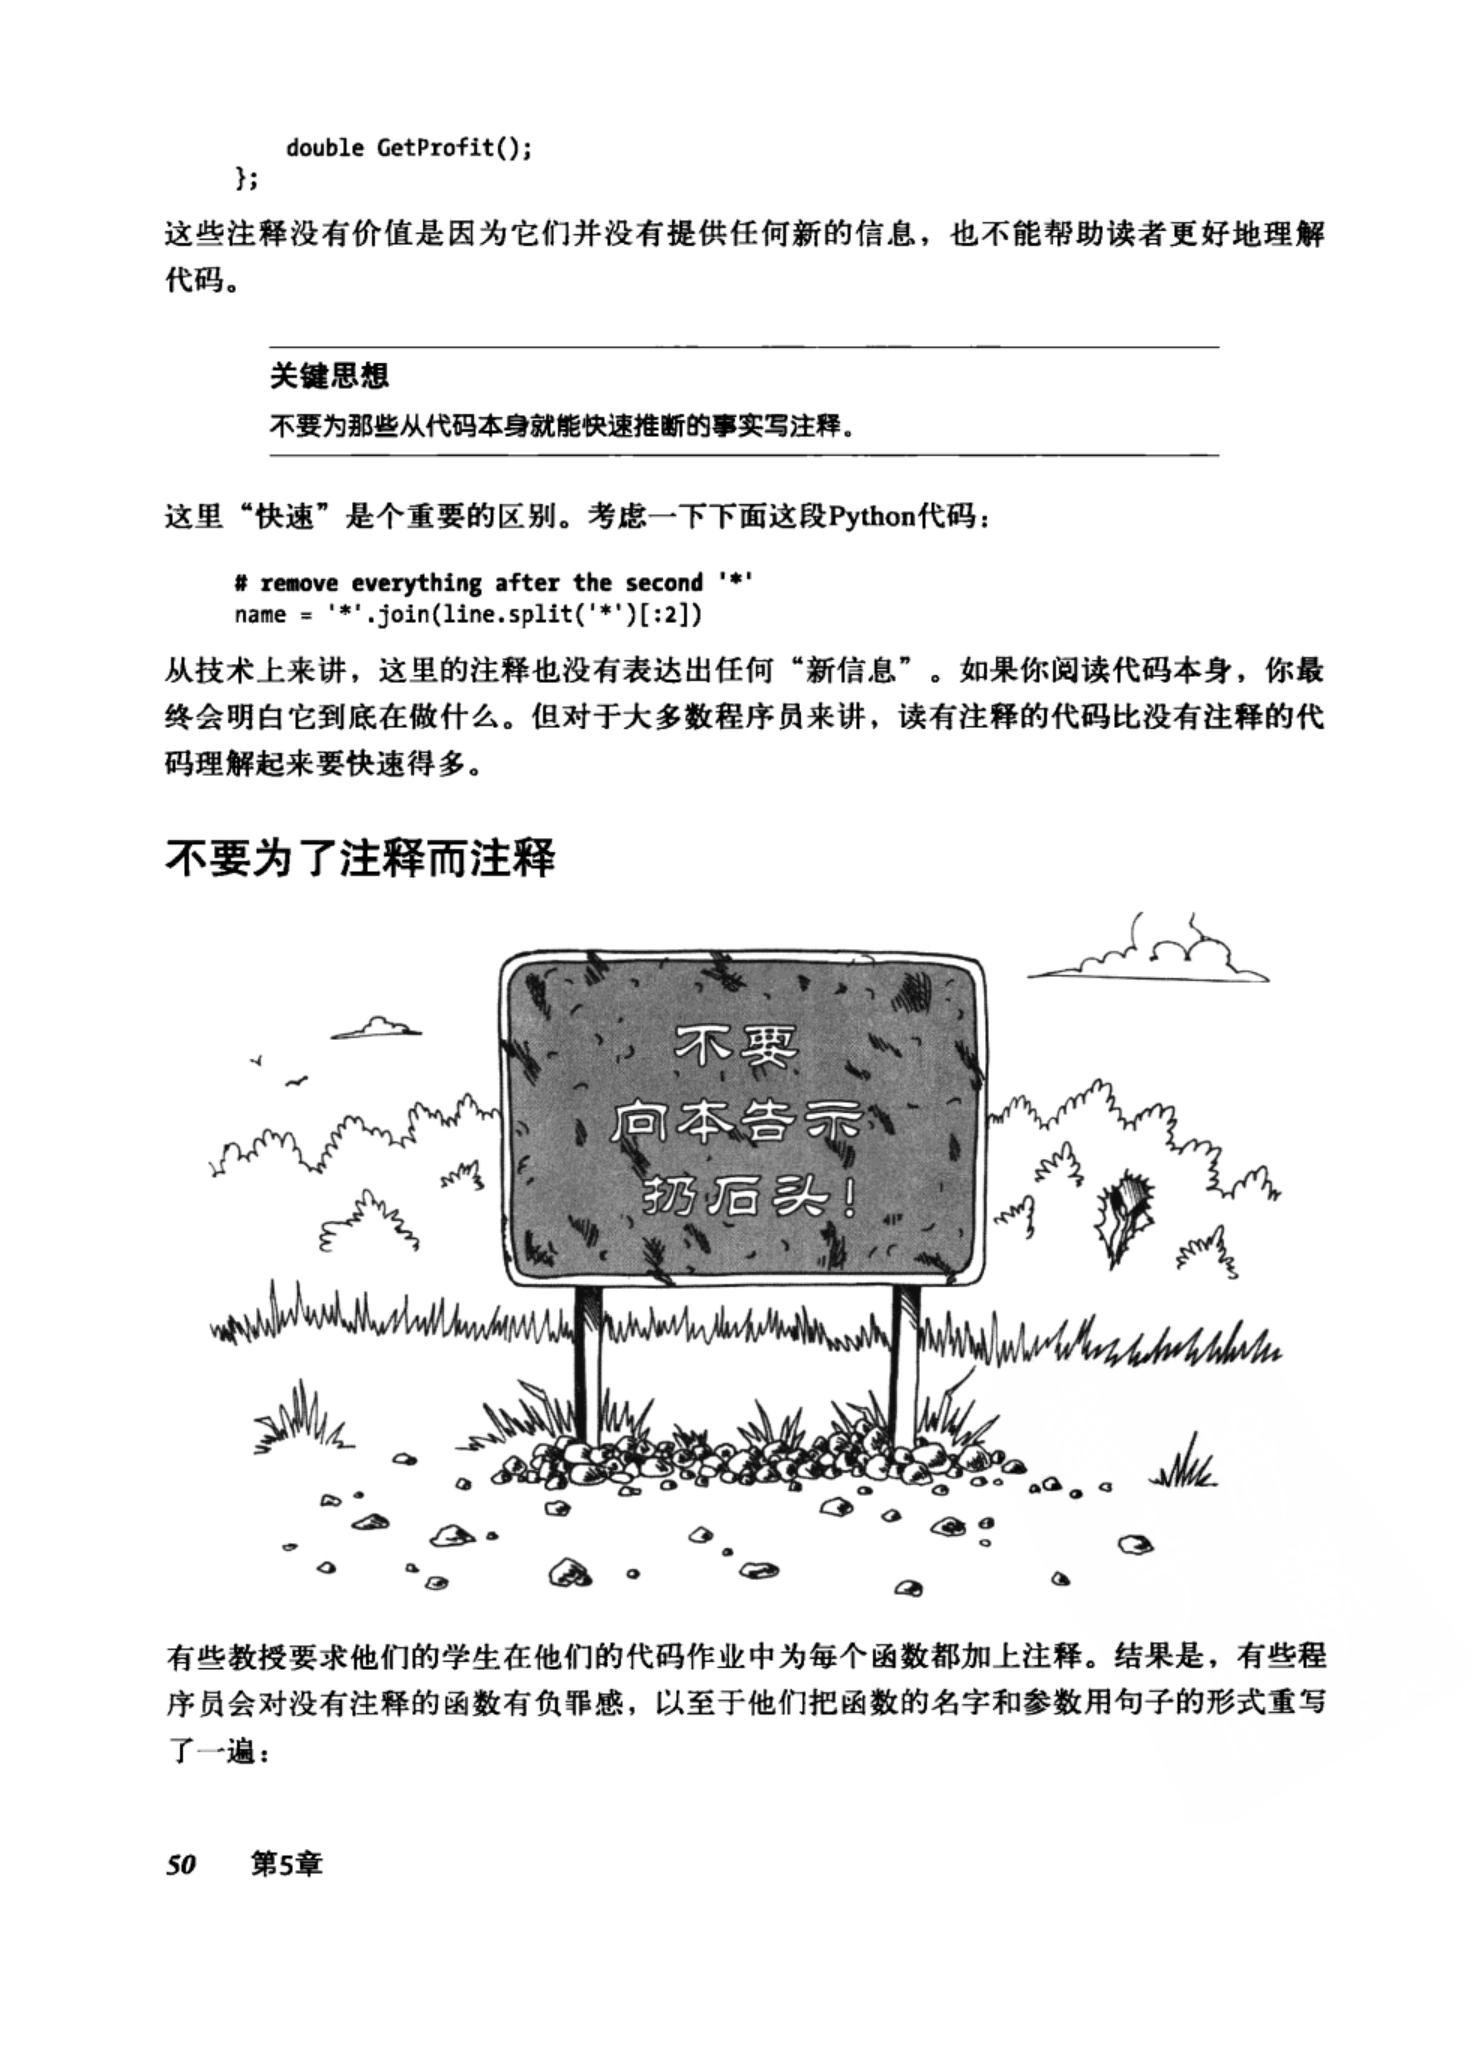 double GetProfit();
};
这些注释没有价值是因为它们并没有提供任何新的信息，也不能帮助读者更好地理解
代码。
关键思想
不要为那些从代码本身就能快速推断的事实写注释。
这里“快速”是个重要的区别。考虑一下下面这段Python代码：
# remove everything after the second '*'
name = '*'.join(line.split('*')[:2])
从技术上来讲，这里的注释也没有表达出任何“新信息”。如果你阅读代码本身，你最
终会明白它到底在做什么。但对于大多数程序员来讲，读有注释的代码比没有注释的代
码理解起来要快速得多。
不要为了注释而注释
不要
向本告示
扔石头！
有些教授要求他们的学生在他们的代码作业中为每个函数都加上注释。结果是，有些程
序员会对没有注释的函数有负罪感，以至于他们把函数的名字和参数用句子的形式重写
了一遍：
50 第5章